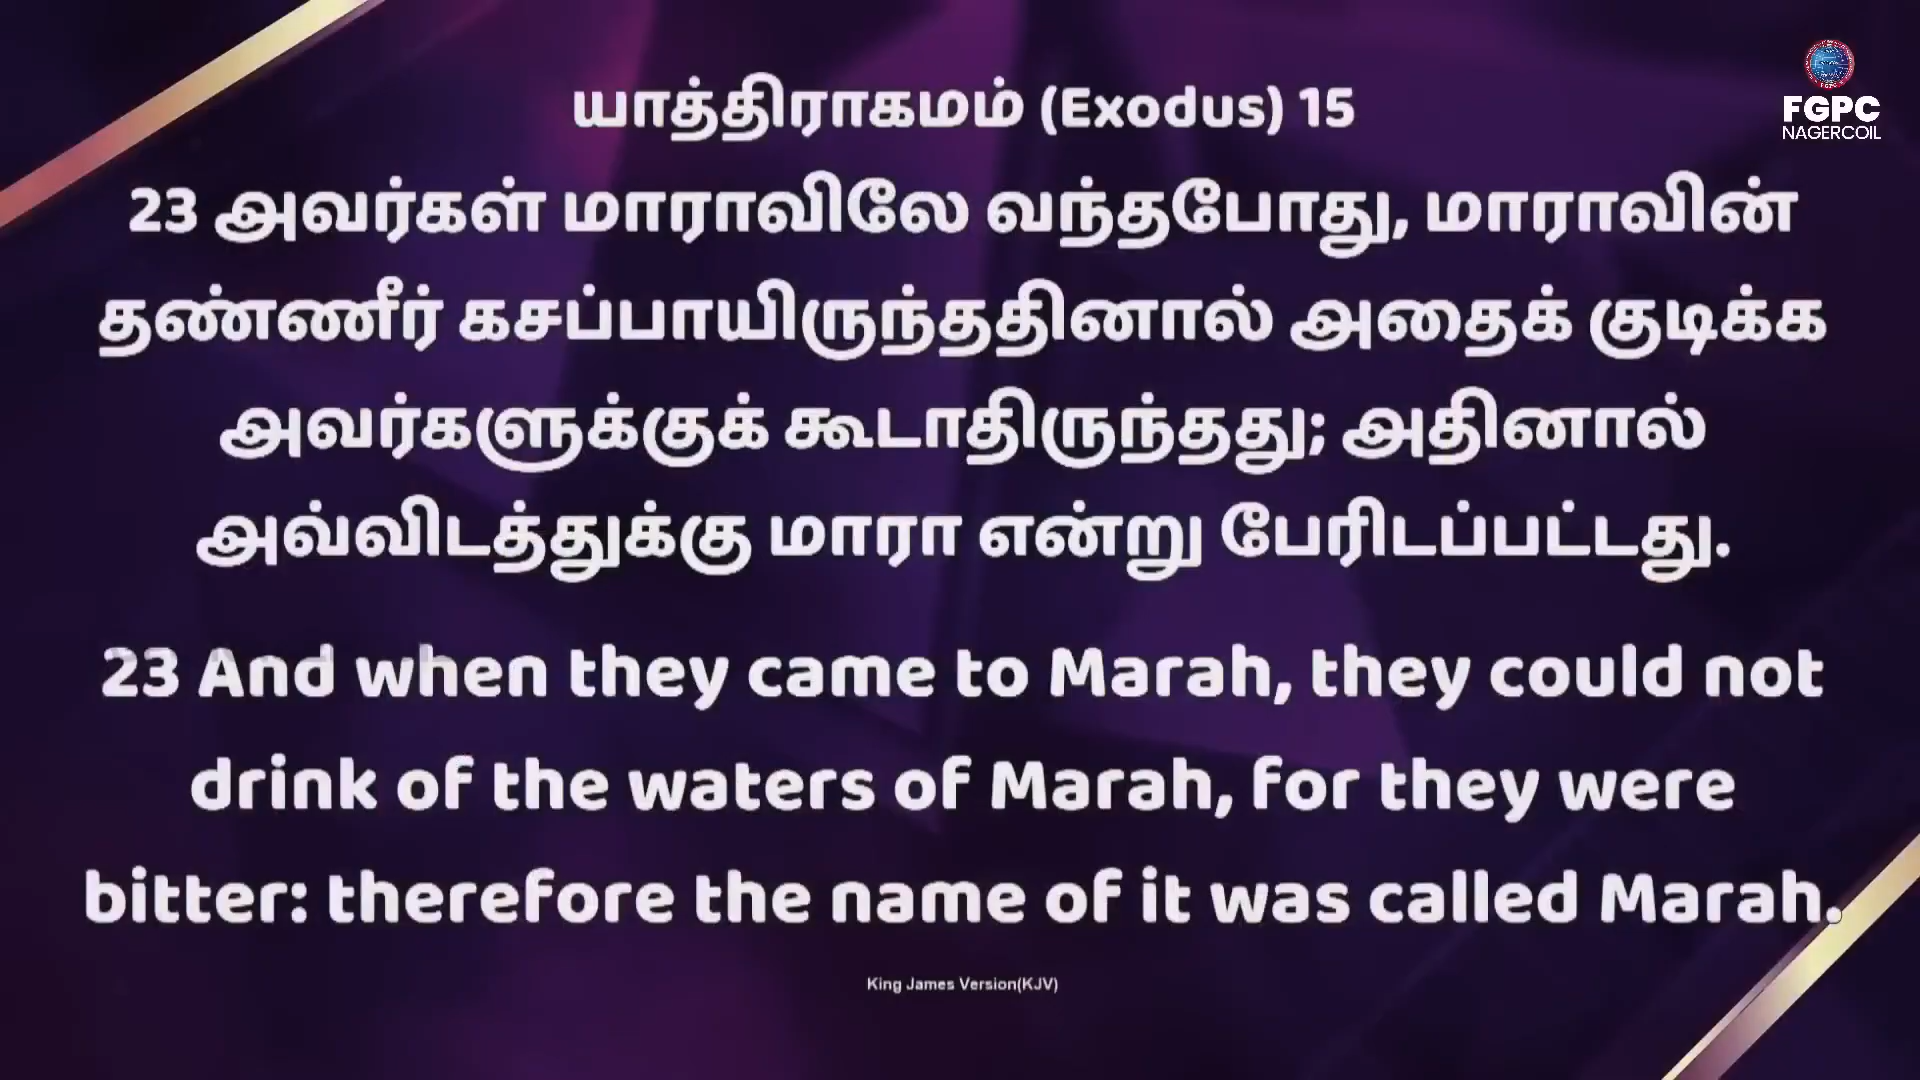 யாத்திராகமம் (Exodus) 15
FGPC
NAGERCOIL
23 அவர்கள் மாராவிலே வந்தபோது, மாராவின்
தண்ணீர் கசப்பாயிருந்ததினால் அதைக் குடிக்க
அவர்களுக்குக் கூடாதிருந்தது; அதினால்
அவ்விடத்துக்கு மாரா என்று பேரிடப்பட்டது.
23 And when they came to Marah, they could not
drink of the waters of Marah, for they were
bitter: therefore the name of it was called Marah.
King James Version(KJV)